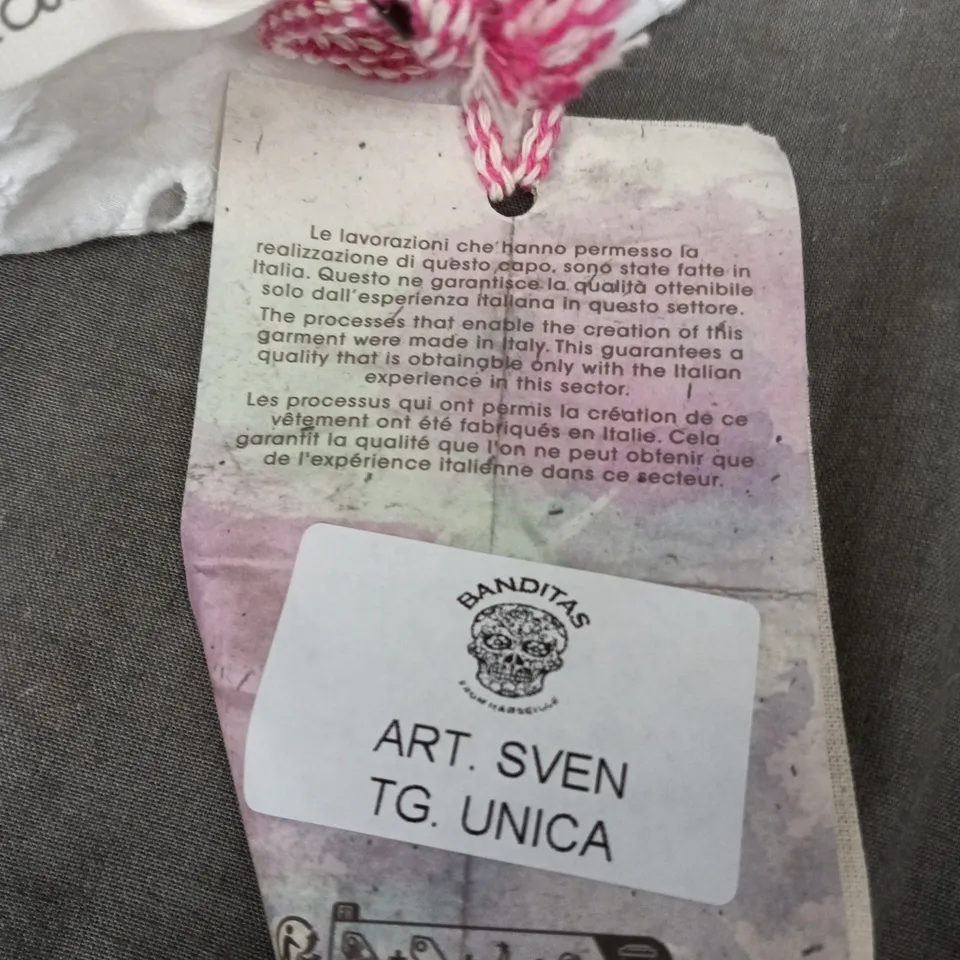 Le lavorazioni che hanno permesso la
realizzazione di questo capo, sono state fatte in
Italia. Questo ne garantisce la qualità ottenibile
solo dall'esperienza italiana in questo settore.
The processes that enable the creation of this
garment were made in Italy. This guarantees a
quality that is obtainable only with the Italian
experience in this sector.
Les processus qui ont permis la création de ce
vêtement ont été fabriqués en Italie. Cela
garantit la qualité que l'on ne peut obtenir que
de l'expérience italienne dans ce secteur.
BANDITAS
FROM MARSEILLE
ART. SVEN
TG. UNICA